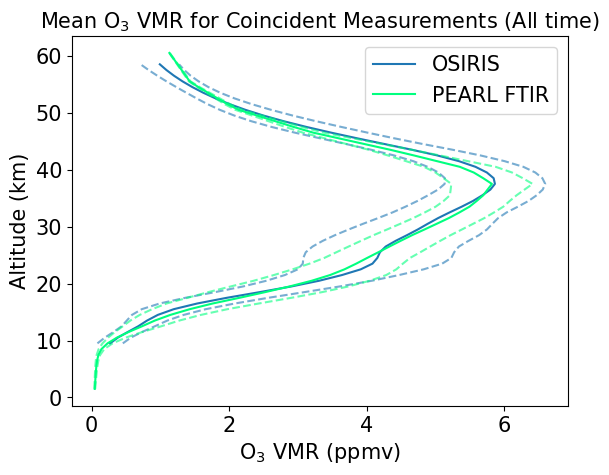 Mean O₃ VMR for Coincident Measurements (All time)
OSIRIS
PEARL FTIR
Altitude (km)
60
50
40
30
20
10
0
0 2 4 6
O₃ VMR (ppmv)